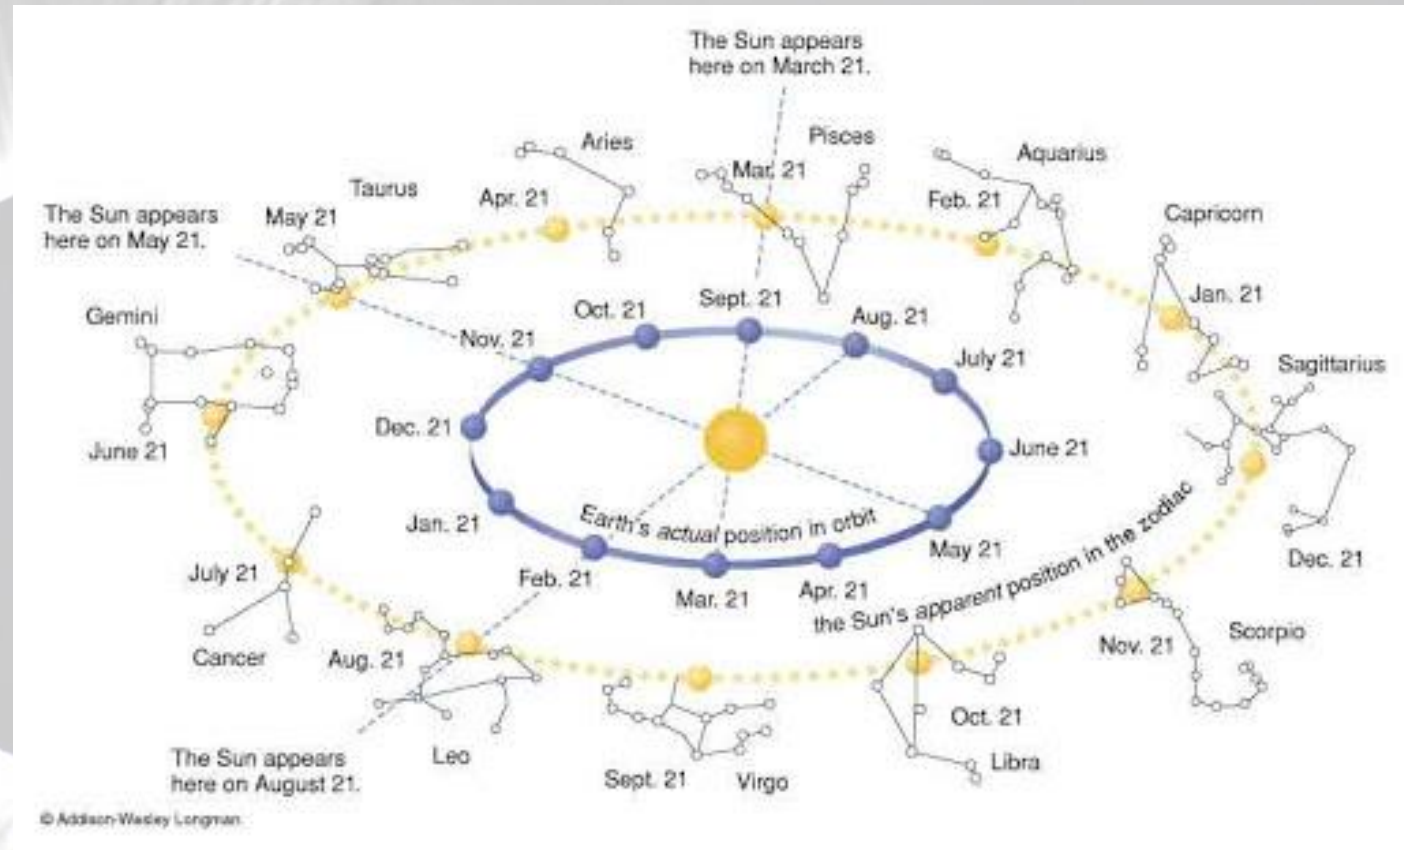 The Sun appears
here on March 21.
Aries
Pisces
Mar. 21
Aquarius
Taurus
Apr. 21
Feb. 21
The Sun appears
here on May 21.
May 21
Capricorn
Gemini
Oct. 21
Sept. 21
Aug. 21
Jan. 21
Nov. 21
July 21
Sagittarius
Dec. 21
June 21
June 21
Earth's actual position in orbit
the Sun's apparent position in the zodiac
Jan. 21
May 21
Dec. 21
July 21
Feb. 21
Mar. 21
Apr. 21
Cancer
Aug. 21
Nov. 21
Scorpio
Oct. 21
Leo
Libra
The Sun appears
here on August 21.
Sept. 21
Virgo
© Addison-Wesley Longman